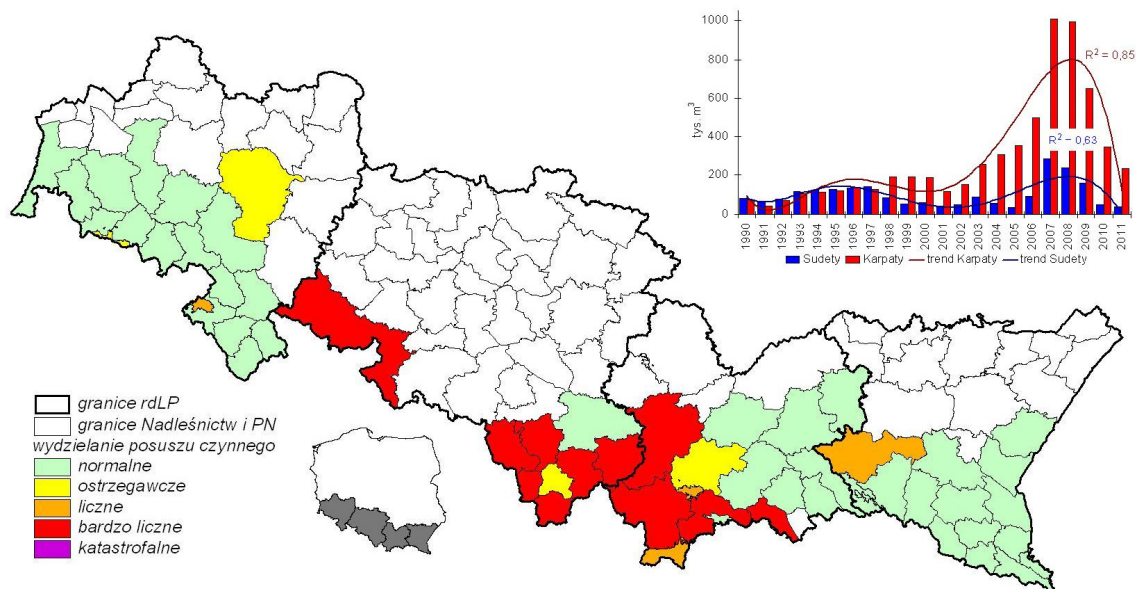 1000
800
600
400
200
0
tys. m³
R² = 0,85
R² = 0,63
1990 1991 1992 1993 1994 1995 1096 1997 1998 1999 2000 2001 2002 2003 2004 2005 2006 2007 2008 2009 2010 2011
Sudety Karpaty trend Karpaty trend Sudety
granice rdLP
granice Nadleśnictw i PN
wydzielanie posuszu czynnego
normalne
ostrzegawcze
liczne
bardzo liczne
katastrofalne